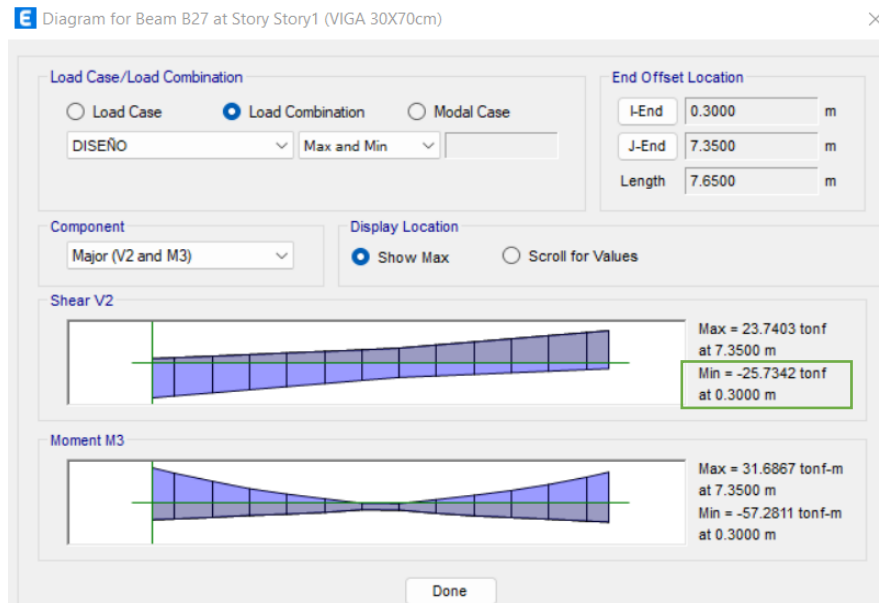 E Diagram for Beam B27 at Story Story1 (VIGA 30X70cm)
Load Case/Load Combination
Load Case Load Combination Modal Case
DISEÑO Max and Min
End Offset Location
I-End 0.3000 m
J-End 7.3500 m
Length 7.6500 m
Component
Major (V2 and M3)
Display Location
Show Max Scroll for Values
Shear V2
Max = 23.7403 tonf
at 7.3500 m
Min = -25.7342 tonf
at 0.3000 m
Moment M3
Max = 31.6867 tonf-m
at 7.3500 m
Min = -57.2811 tonf-m
at 0.3000 m
Done